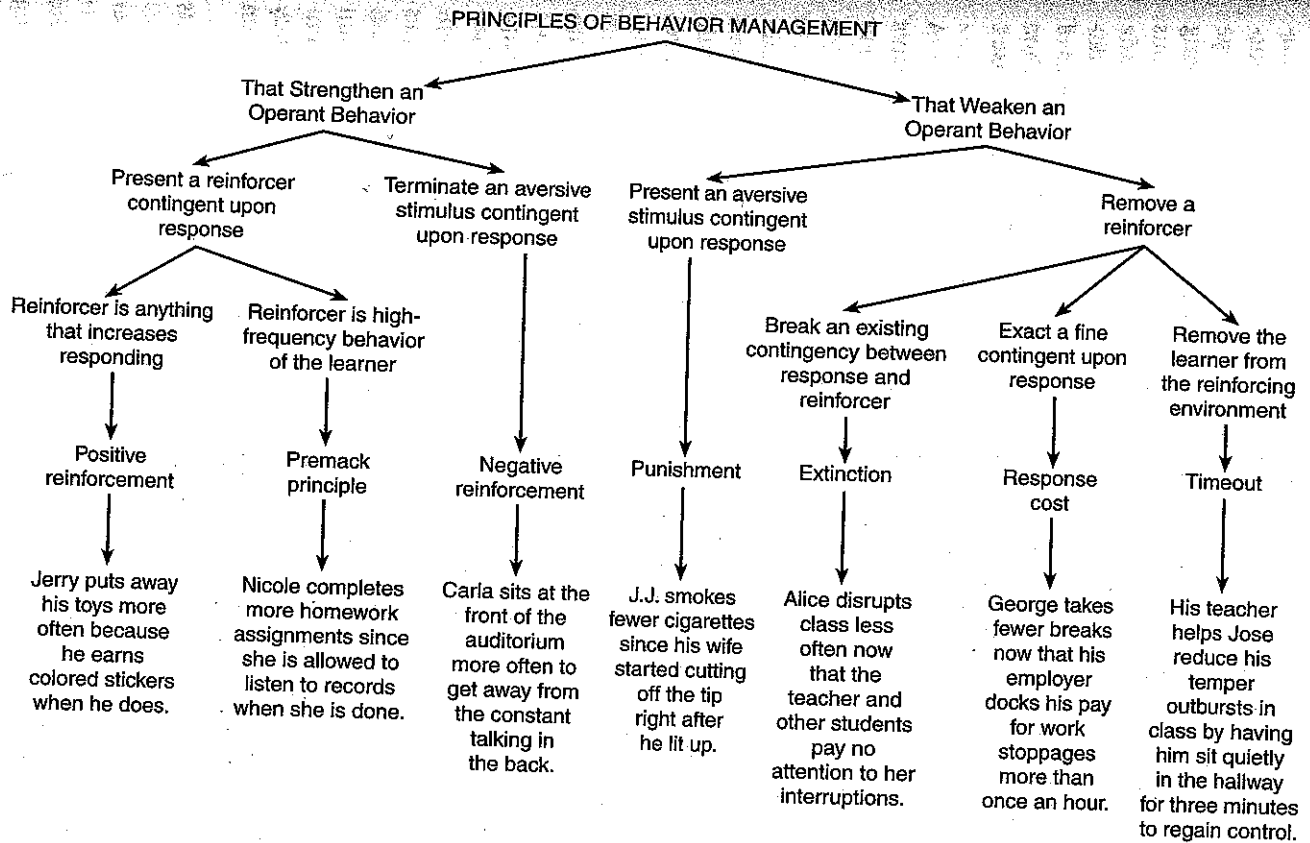 PRINCIPLES OF BEHAVIOR MANAGEMENT
That Strengthen an
Operant Behavior
That Weaken an
Operant Behavior
Present a reinforcer
contingent upon
response
Terminate an aversive
stimulus contingent
upon response
Present an aversive
stimulus contingent
upon response
Remove a
reinforcer
Reinforcer is anything
that increases
responding
Reinforcer is high-
frequency behavior
of the learner
Break an existing
contingency between
response and
reinforcer
Exact a fine
contingent upon
response
Remove the
learner from
the reinforcing
environment
Positive
reinforcement
Premack
principle
Negative
reinforcement
Punishment
Extinction
Response
cost
Timeout
Jerry puts away
his toys more
often because
he earns
colored stickers
when he does.
Nicole completes
more homework
assignments since
she is allowed to
listen to records
when she is done.
Carla sits at the
front of the
auditorium
more often to
get away from
the constant
talking in
the back.
J.J. smokes
fewer cigarettes
since his wife
started cutting
off the tip
right after
he lit up.
Alice disrupts
class less
often now
that the
teacher and
other students
pay no
attention to her
interruptions.
George takes
fewer breaks
now that his
employer
docks his pay
for work
stoppages
more than
once an hour.
His teacher
helps Jose
reduce his
temper
outbursts in
class by having
him sit quietly
in the hallway
for three minutes
to regain control.